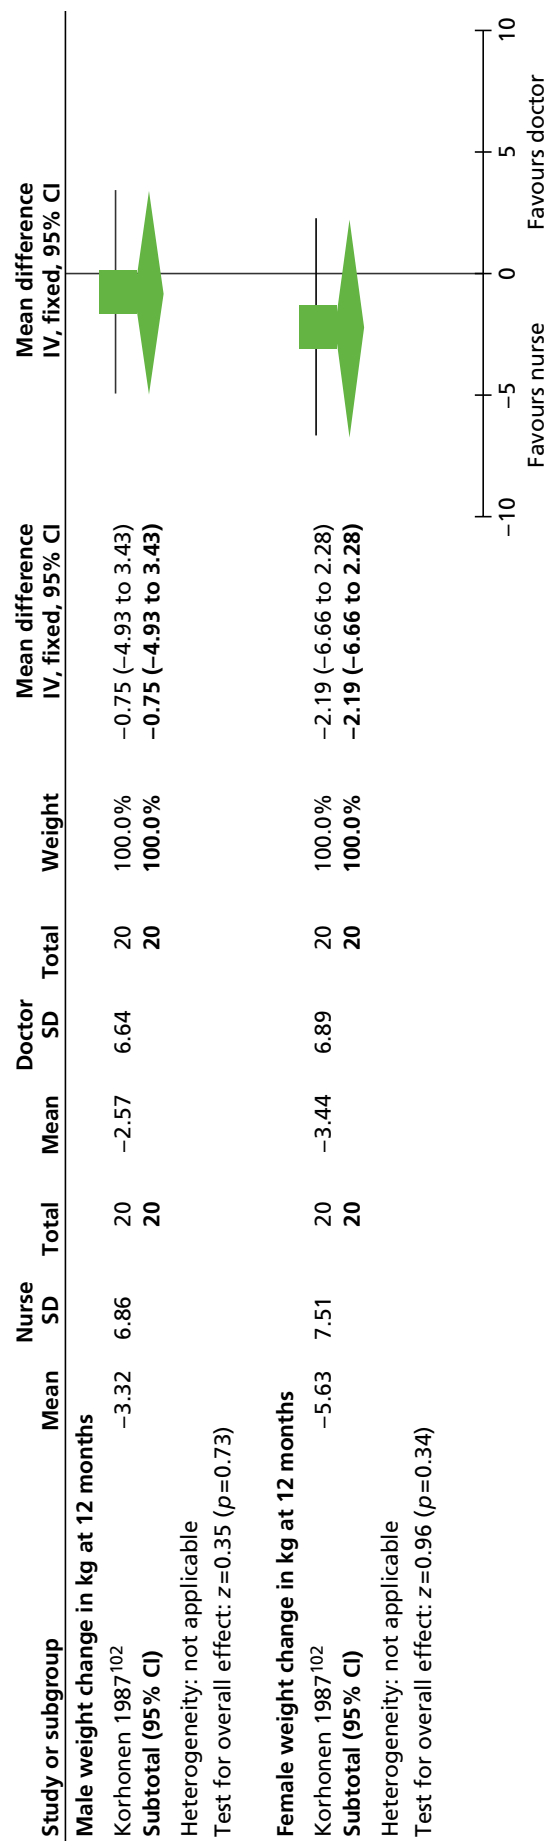 Nurse Doctor Mean difference Mean difference
Study or subgroup Mean SD Total Mean SD Total Weight IV, fixed, 95% CI IV, fixed, 95% CI
Male weight change in kg at 12 months
Korhonen 1987102 −3.32 6.86 20 −2.57 6.64 20 100.0% −0.75 (−4.93 to 3.43)
Subtotal (95% CI) 20 20 100.0% −0.75 (−4.93 to 3.43)
Heterogeneity: not applicable
Test for overall effect: z=0.35 (p=0.73)
Female weight change in kg at 12 months
Korhonen 1987102 −5.63 7.51 20 −3.44 6.89 20 100.0% −2.19 (−6.66 to 2.28)
Subtotal (95% CI) 20 20 100.0% −2.19 (−6.66 to 2.28)
Heterogeneity: not applicable
Test for overall effect: z=0.96 (p=0.34)
−10 −5 0 5 10
Favours nurse Favours doctor